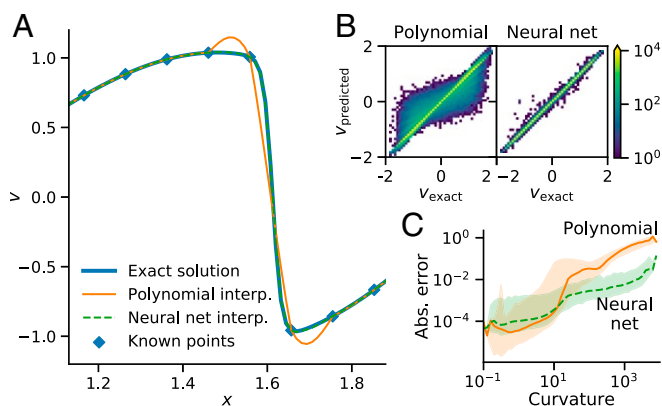 A
1.0
0.5
0.0
−0.5
−1.0
v
1.2
1.4
1.6
1.8
x
Exact solution
Polynomial interp.
Neural net interp.
Known points
B
Polynomial
Neural net
2
0
−2
v_predicted
−2
0
2
−2
0
2
v_exact
v_exact
10^4
10^2
10^0
C
Polynomial
Neural
net
10^0
10^−2
10^−4
Abs. error
10^−1
10^1
10^3
Curvature